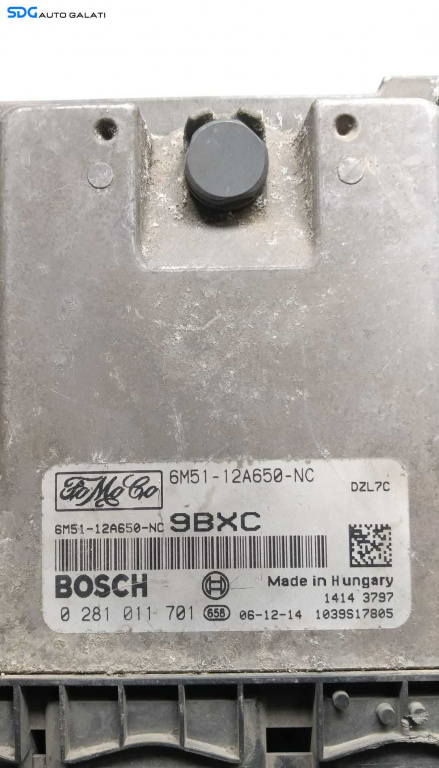 SDG AUTO GALATI
FoMoCo 6M51-12A650-NC
DZL7C
6M51-12A650-NC 9BXC
BOSCH Made in Hungary
1414 3797
0 281 011 701 658 06-12-14 1039S17805